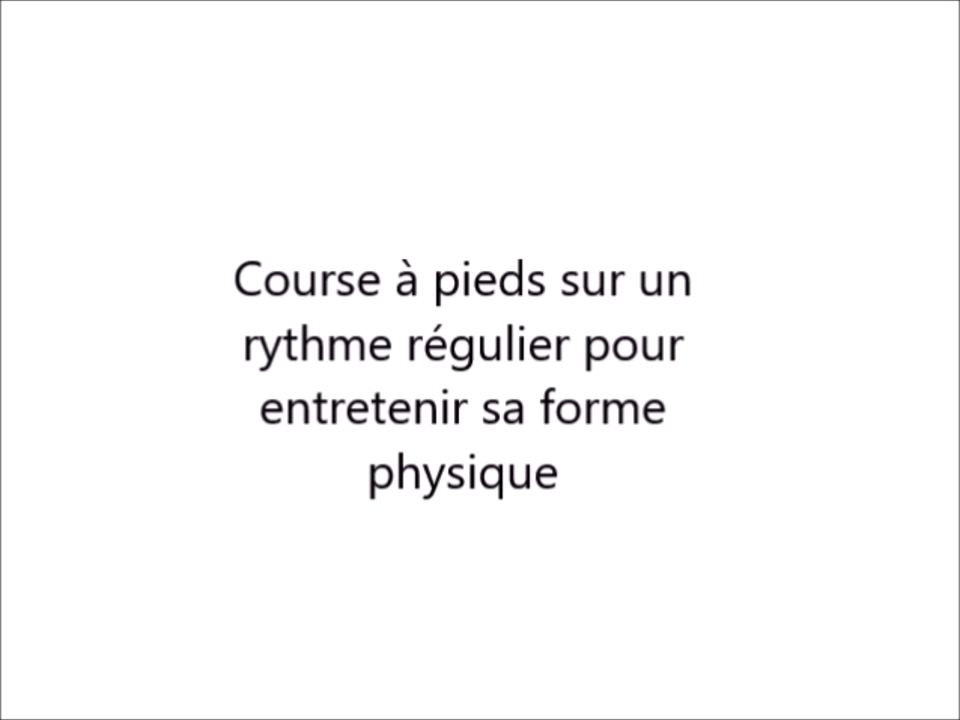 Course à pieds sur un
rythme régulier pour
entretenir sa forme
physique